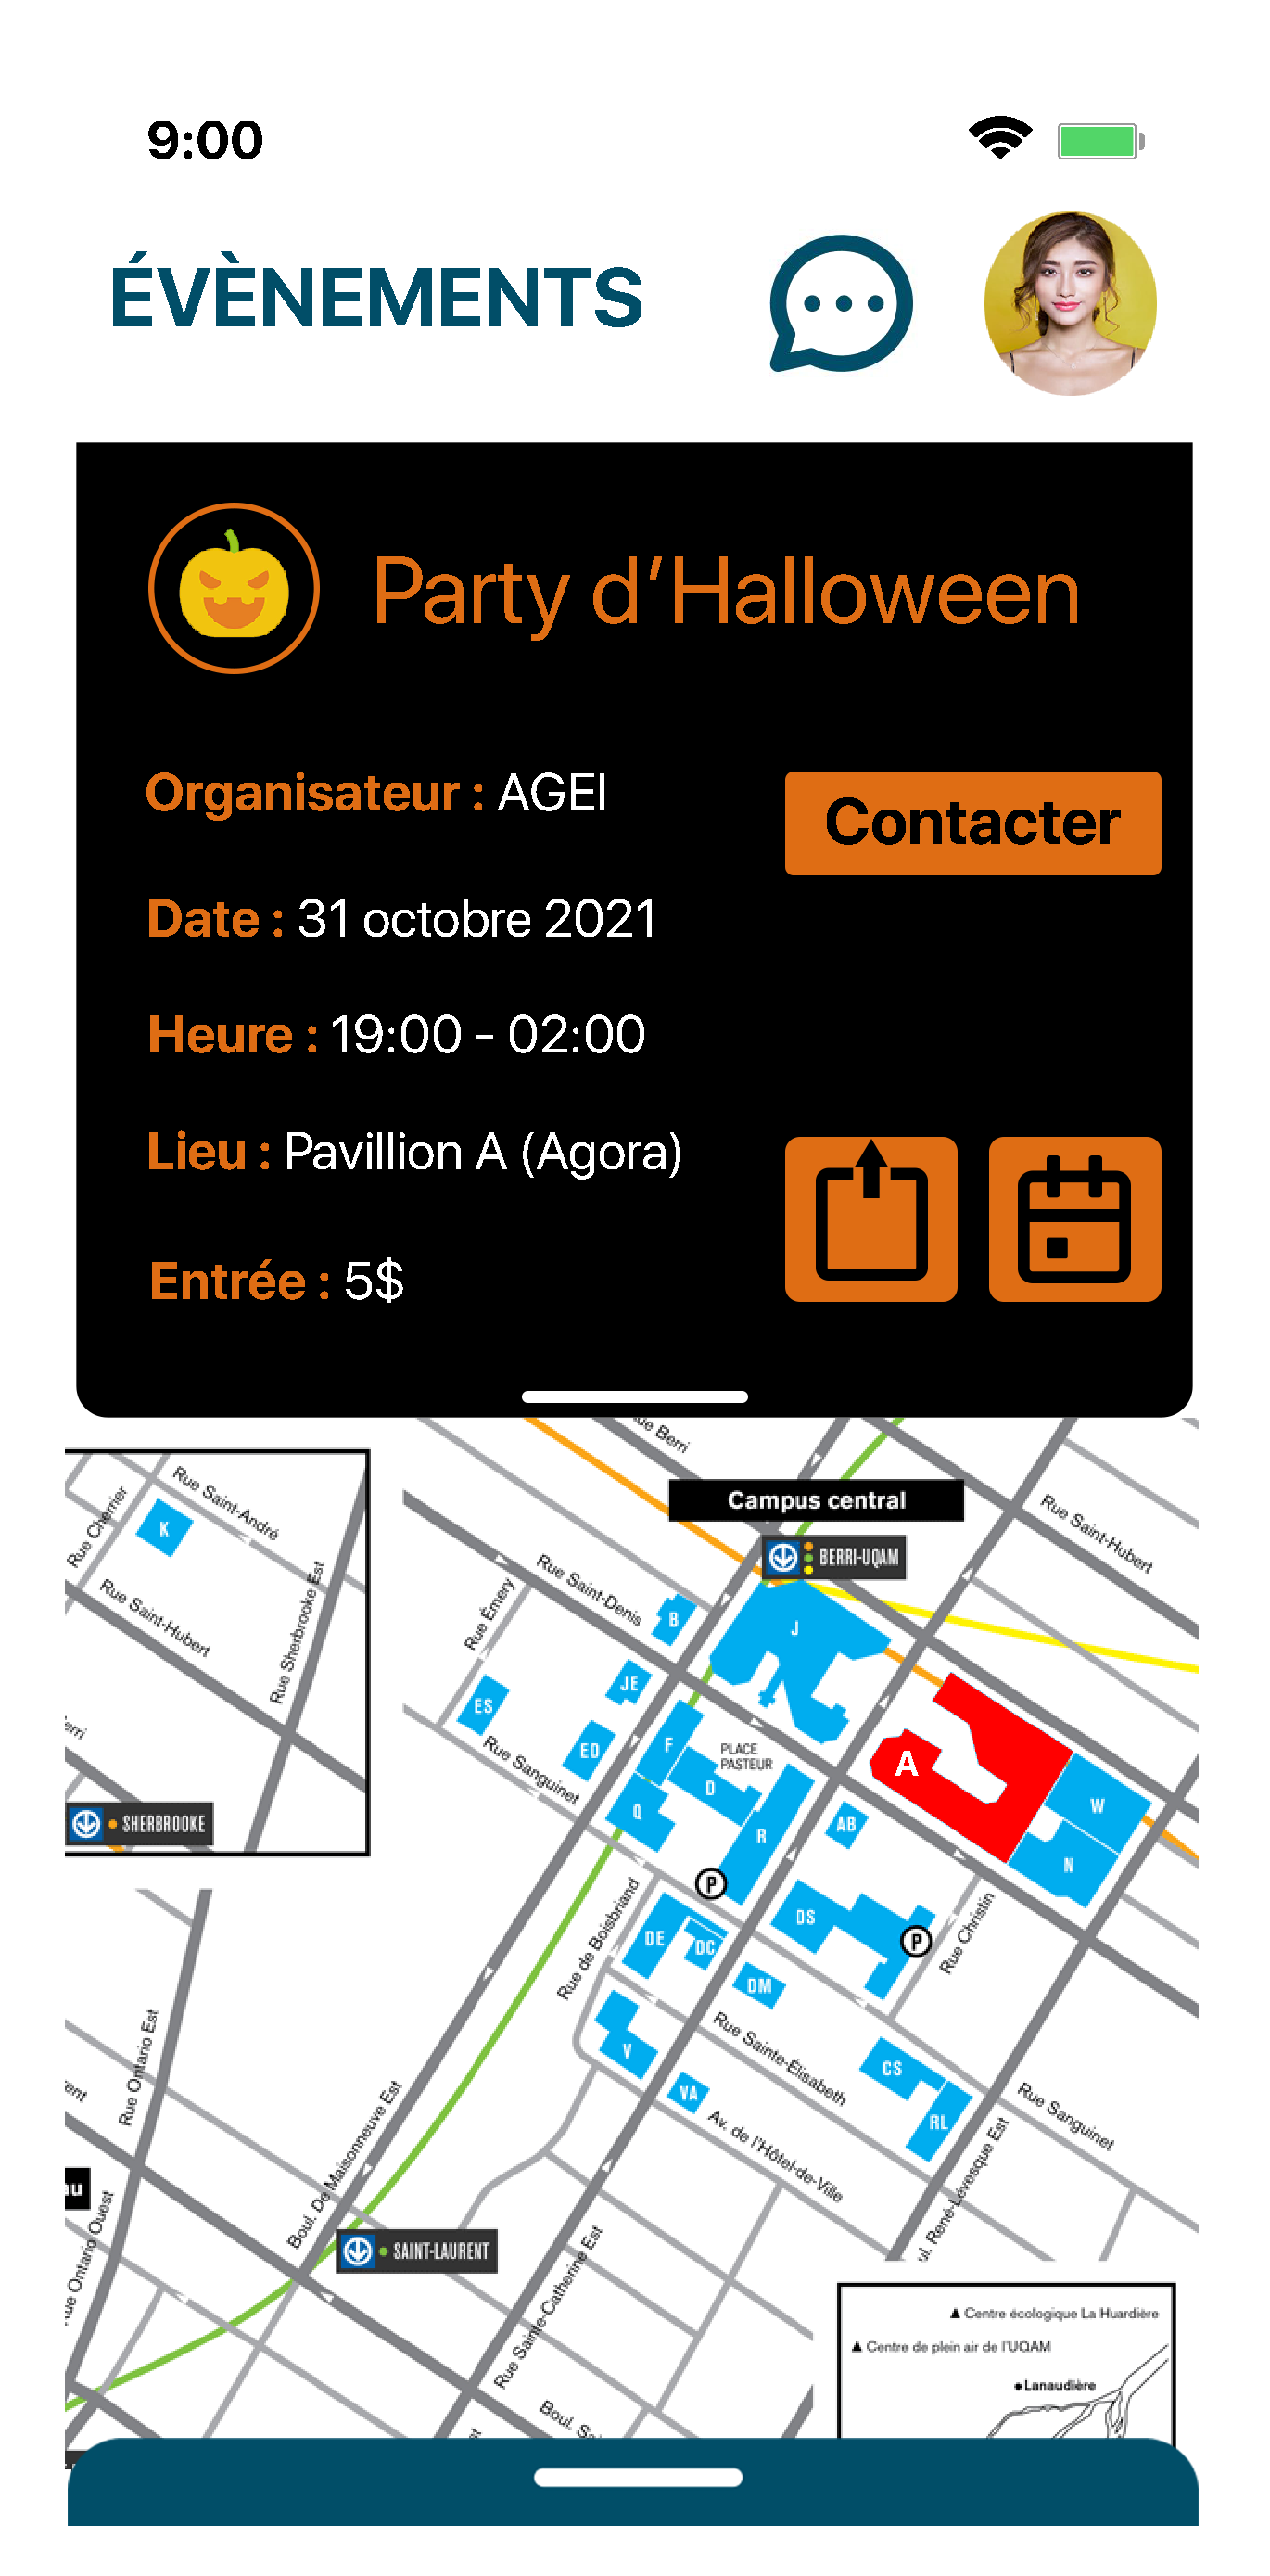 9:00
ÉVÈNEMENTS
Party d'Halloween
Organisateur : AGEI
Contacter
Date : 31 octobre 2021
Heure : 19:00 - 02:00
Lieu : Pavillion A (Agora)
Entrée : 5$
Rue Berri
Campus central
BERRI-UQAM
Rue Saint-Hubert
Rue Saint-André
Rue Cherrier
K
Rue Saint-Hubert
Rue Sherbrooke Est
SHERBROOKE
Rue Saint-Denis
Rue Émery
B
J
JE
ES
ED
F
PLACE
PASTEUR
D
Q
R
A
W
N
AB
Rue Sanguinet
P
DS
P
Rue Christin
Rue de Boisbriand
DE
DC
DM
V
VA
Rue Sainte-Élisabeth
CS
RL
Rue Sanguinet
Av. de l'Hôtel-de-Ville
ul. René-Lévesque Est
Rue Ontario Est
Boul. De Maisonneuve Est
au
Rue Ontario Ouest
SAINT-LAURENT
Rue Sainte-Catherine Est
Boul. Sa
Centre écologique La Huardière
Centre de plein air de l'UQAM
Lanaudière